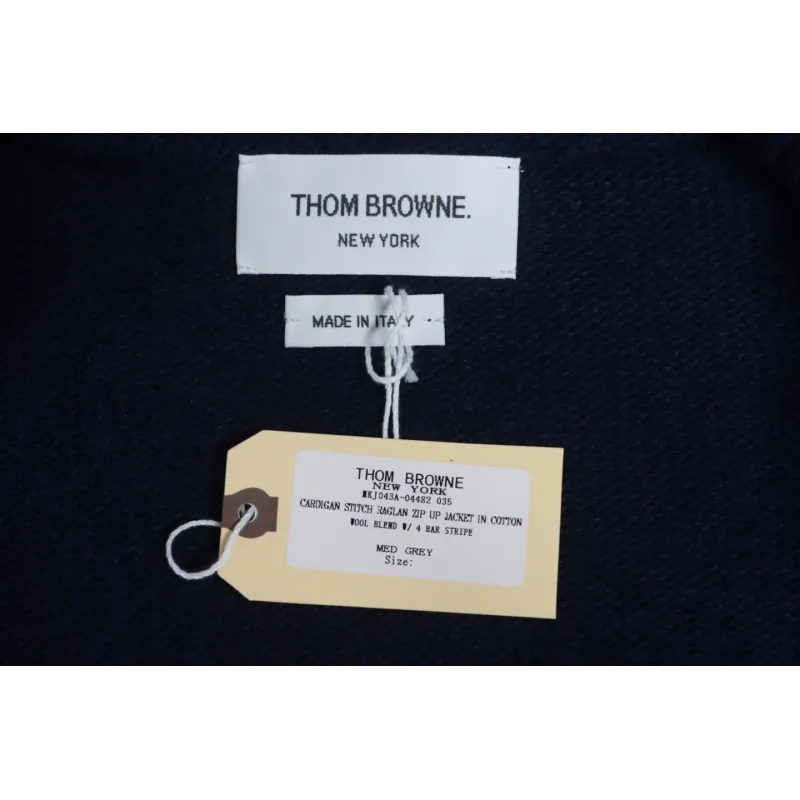 THOM BROWNE.
NEW YORK
MADE IN ITALY
THOM BROWNE
NEW YORK
MKJ043A-04482 035
CARDIGAN STITCH RAGLAN ZIP UP JACKET IN COTTON
WOOL BLEND W/ 4 BAR STRIPE
MED GREY
Size: